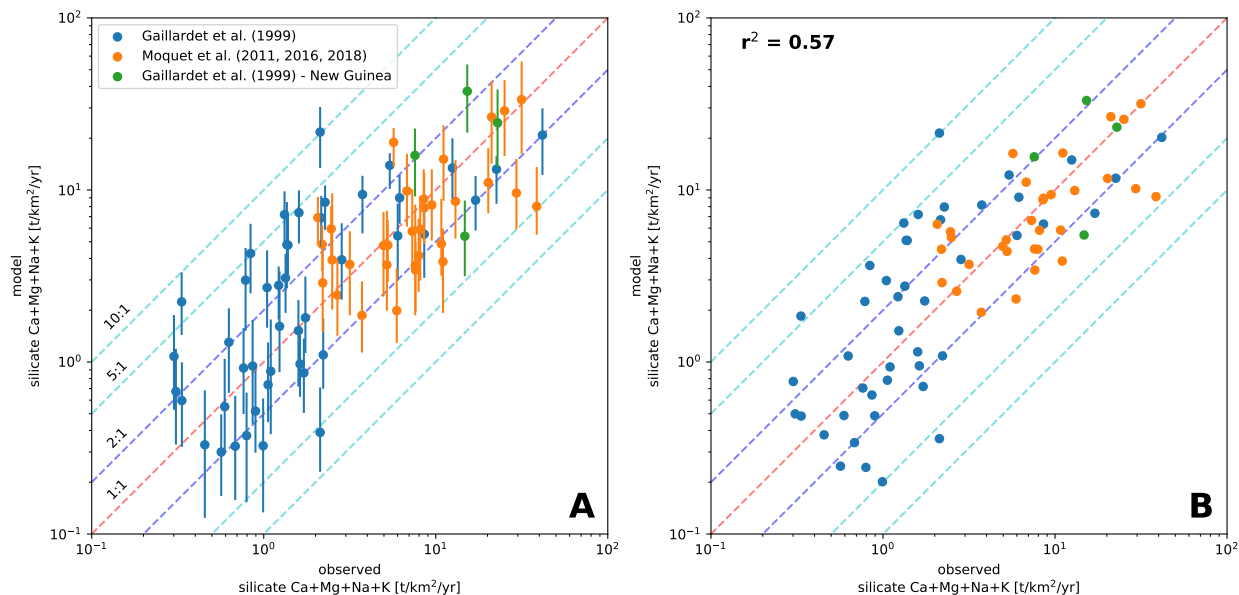 Gaillardet et al. (1999)
Moquet et al. (2011, 2016, 2018)
Gaillardet et al. (1999) - New Guinea
10²
10¹
10⁰
10⁻¹
model
silicate Ca+Mg+Na+K [t/km²/yr]
10:1
5:1
2:1
1:1
A
10⁻¹ 10⁰ 10¹ 10²
observed
silicate Ca+Mg+Na+K [t/km²/yr]
r² = 0.57
10²
10¹
10⁰
10⁻¹
model
silicate Ca+Mg+Na+K [t/km²/yr]
B
10⁻¹ 10⁰ 10¹ 10²
observed
silicate Ca+Mg+Na+K [t/km²/yr]